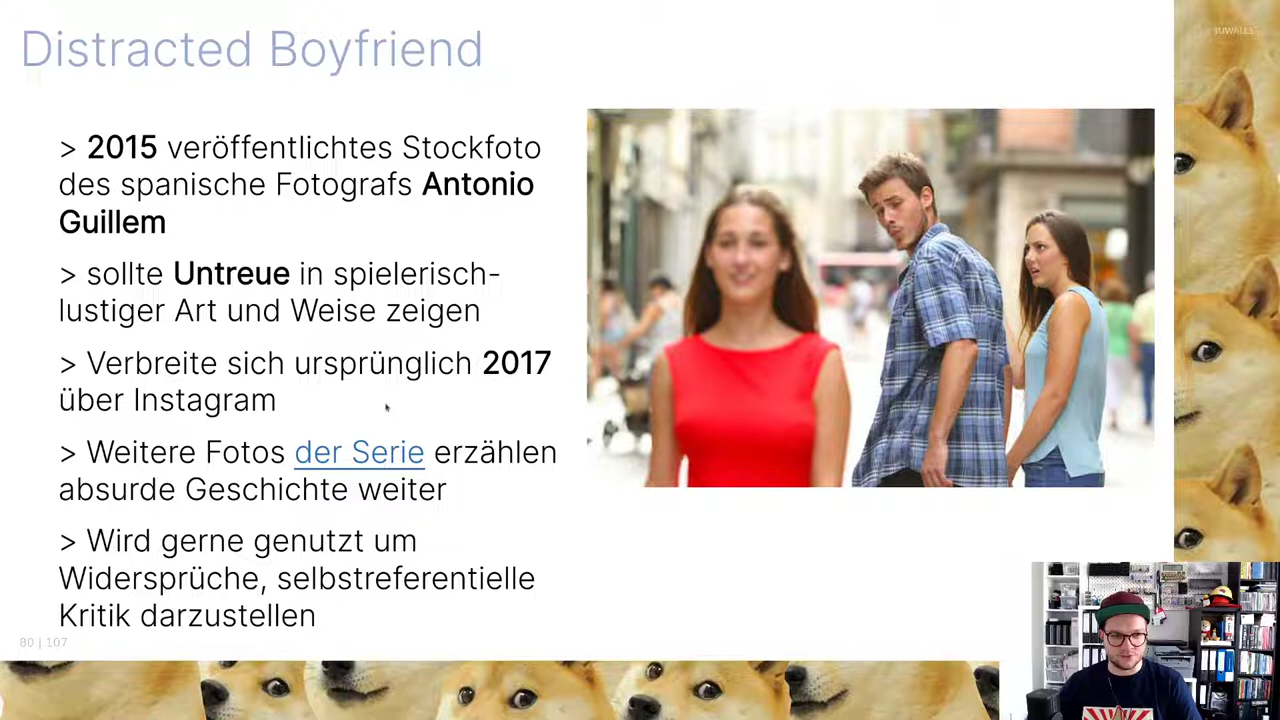 Distracted Boyfriend
> 2015 veröffentlichtes Stockfoto
des spanische Fotografs Antonio
Guillem
> sollte Untreue in spielerisch-
lustiger Art und Weise zeigen
> Verbreite sich ursprünglich 2017
über Instagram
> Weitere Fotos der Serie erzählen
absurde Geschichte weiter
> Wird gerne genutzt um
Widersprüche, selbstreferentielle
Kritik darzustellen
80 | 107